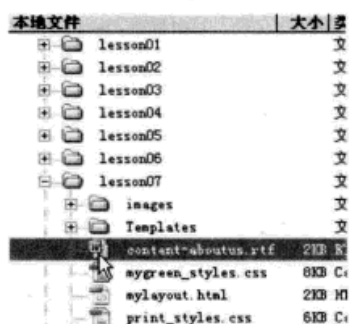 本地文件 大小 类
lesson01 文
lesson02 文
lesson03 文
lesson04 文
lesson05 文
lesson06 文
lesson07 文
images 文
Templates 文
content-aboutus.rtf 2KB
mygreen_styles.css 8KB
mylayout.html 2KB
print_styles.css 6KB